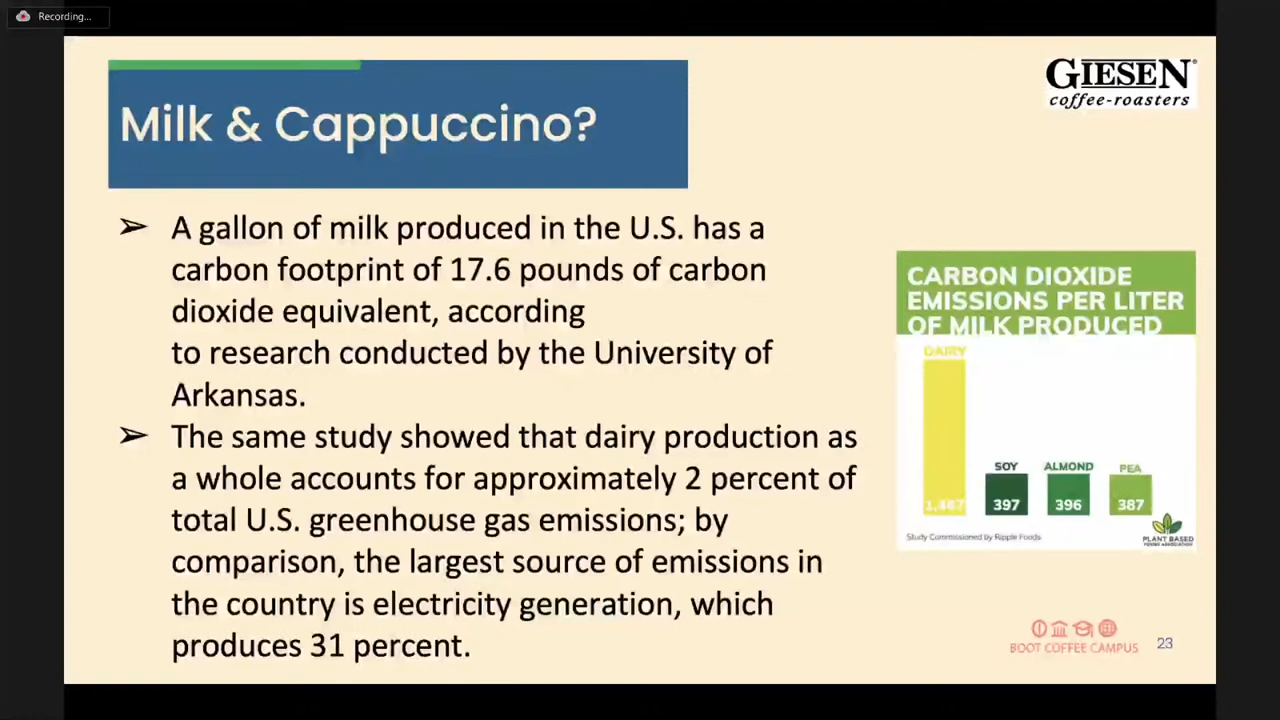 Recording...
GIESEN
coffee-roasters
Milk & Cappuccino?
➢ A gallon of milk produced in the U.S. has a
carbon footprint of 17.6 pounds of carbon
dioxide equivalent, according
to research conducted by the University of
Arkansas.
➢ The same study showed that dairy production as
a whole accounts for approximately 2 percent of
total U.S. greenhouse gas emissions; by
comparison, the largest source of emissions in
the country is electricity generation, which
produces 31 percent.
CARBON DIOXIDE
EMISSIONS PER LITER
OF MILK PRODUCED
DAIRY
SOY ALMOND PEA
397 396 387
Study Commissioned by Ripple Foods
PLANT BASED
FOODS ASSOCIATION
BOOT COFFEE CAMPUS
23